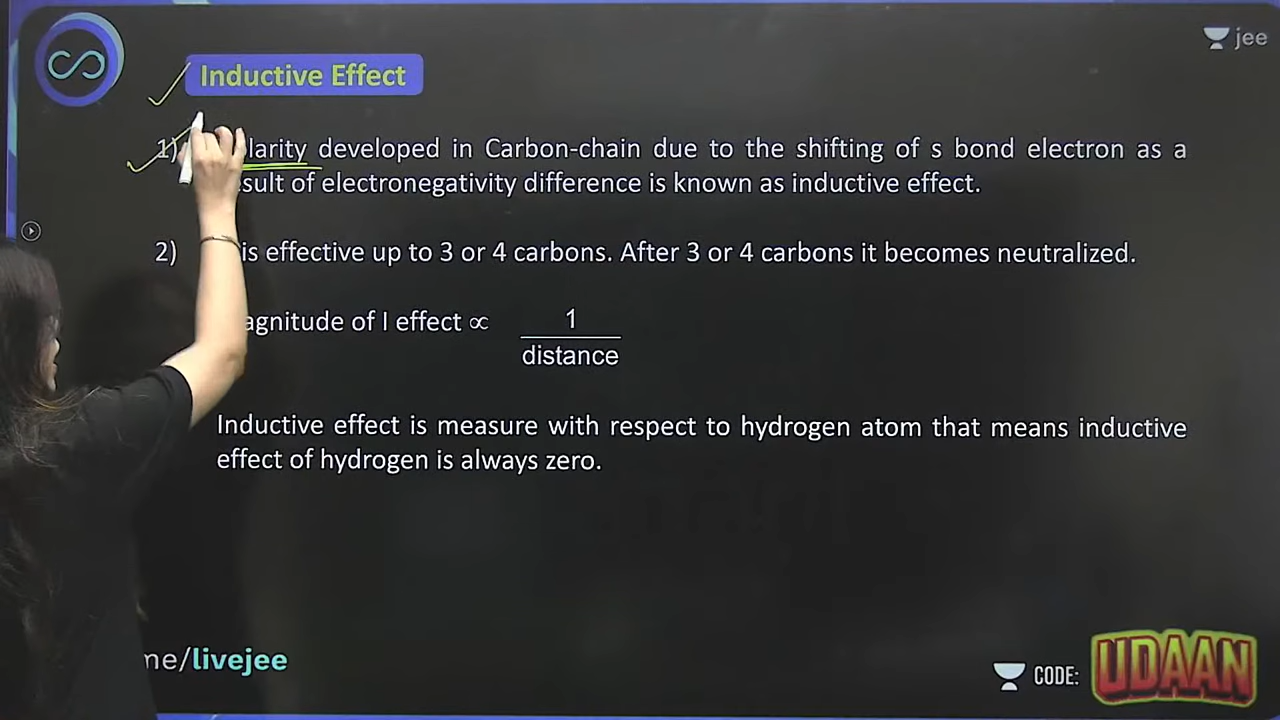 jee
Inductive Effect
1) larity developed in Carbon-chain due to the shifting of s bond electron as a
sult of electronegativity difference is known as inductive effect.
2) is effective up to 3 or 4 carbons. After 3 or 4 carbons it becomes neutralized.
agnitude of I effect ∝ 1
distance
Inductive effect is measure with respect to hydrogen atom that means inductive
effect of hydrogen is always zero.
me/livejee
CODE: UDAAN